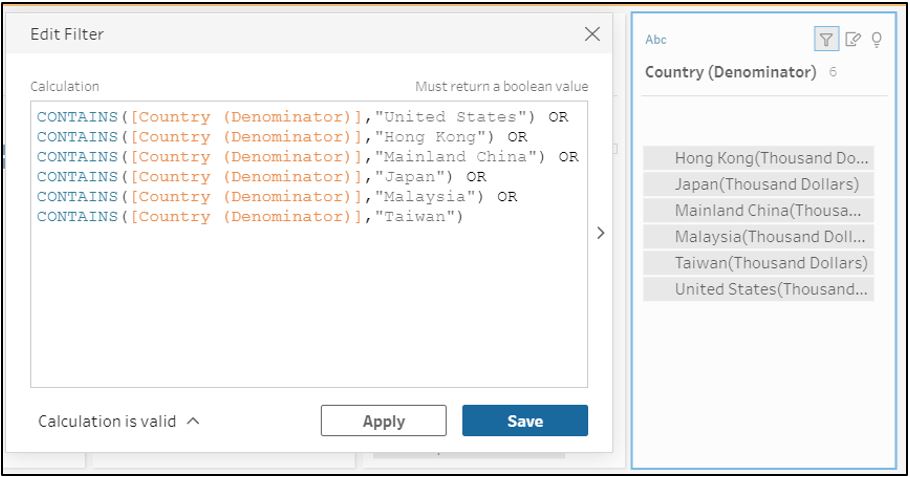 Edit Filter
Calculation
Must return a boolean value
CONTAINS([Country (Denominator)],"United States") OR
CONTAINS([Country (Denominator)],"Hong Kong") OR
CONTAINS([Country (Denominator)],"Mainland China") OR
CONTAINS([Country (Denominator)],"Japan") OR
CONTAINS([Country (Denominator)],"Malaysia") OR
CONTAINS([Country (Denominator)],"Taiwan")
Calculation is valid
Apply
Save
Abc
Country (Denominator) 6
Hong Kong(Thousand Do...
Japan(Thousand Dollars)
Mainland China(Thousa...
Malaysia(Thousand Doll...
Taiwan(Thousand Dollars)
United States(Thousand...